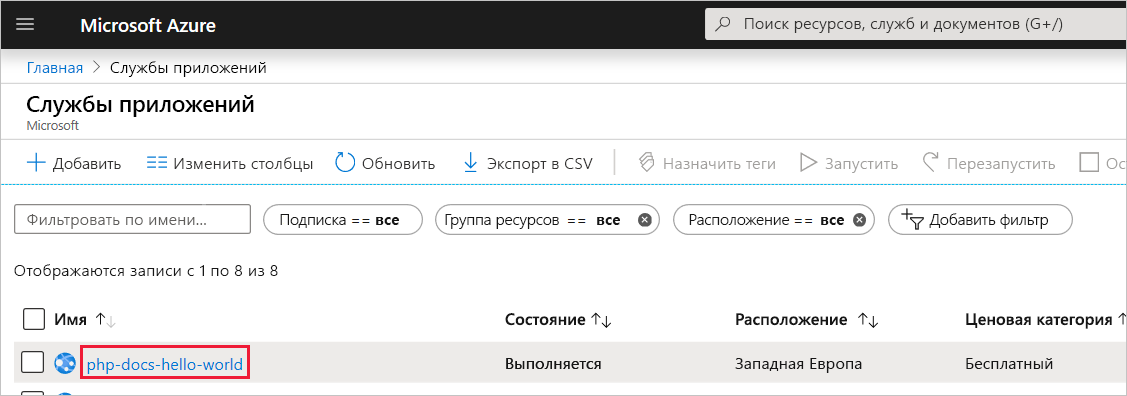 Microsoft Azure Поиск ресурсов, служб и документов (G+/)
Главная > Службы приложений
Службы приложений
Microsoft
Добавить Изменить столбцы Обновить Экспорт в CSV Назначить теги Запустить Перезапустить Ос
Фильтровать по имени... Подписка == все Группа ресурсов == все Расположение == все Добавить фильтр
Отображаются записи с 1 по 8 из 8
Имя Состояние Расположение Ценовая категория
php-docs-hello-world Выполняется Западная Европа Бесплатный